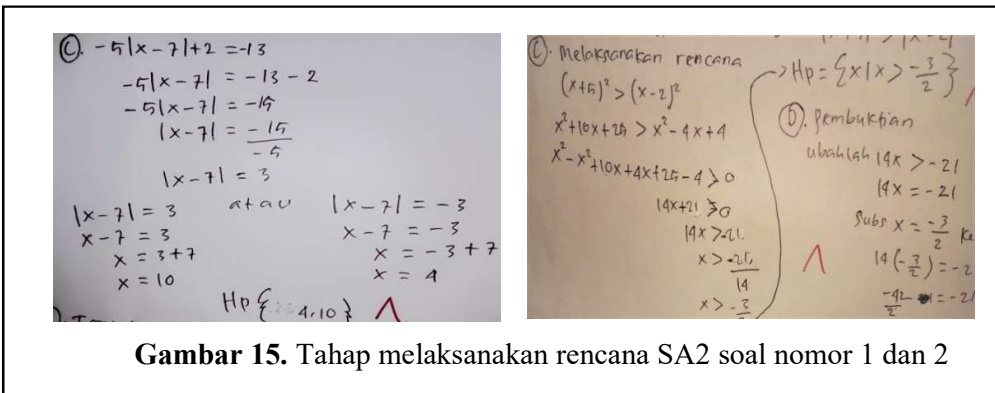 C. -5|x-7|+2 = -13
-5|x-7| = -13 - 2
-5|x-7| = -15
|x-7| = -15/-5
|x-7| = 3
|x-7| = 3 atau |x-7| = -3
x-7 = 3
x = 3+7
x = 10
x-7 = -3
x = -3+7
x = 4
Hp { 4,10}
C. Melaksanakan rencana
(x+5)² > (x-2)²
x²+10x+25 > x²-4x+4
x²-x²+10x+4x+25-4 > 0
14x+21 > 0
14x > -21
x > -21/14
x > -3/2
→ Hp = {x|x > -3/2}
D. Pembuktian
ubahlah 14x > -21
14x = -21
Subs x = -3/2 ke
14(-3/2) = -2
-42/2 = -21
Gambar 15. Tahap melaksanakan rencana SA2 soal nomor 1 dan 2